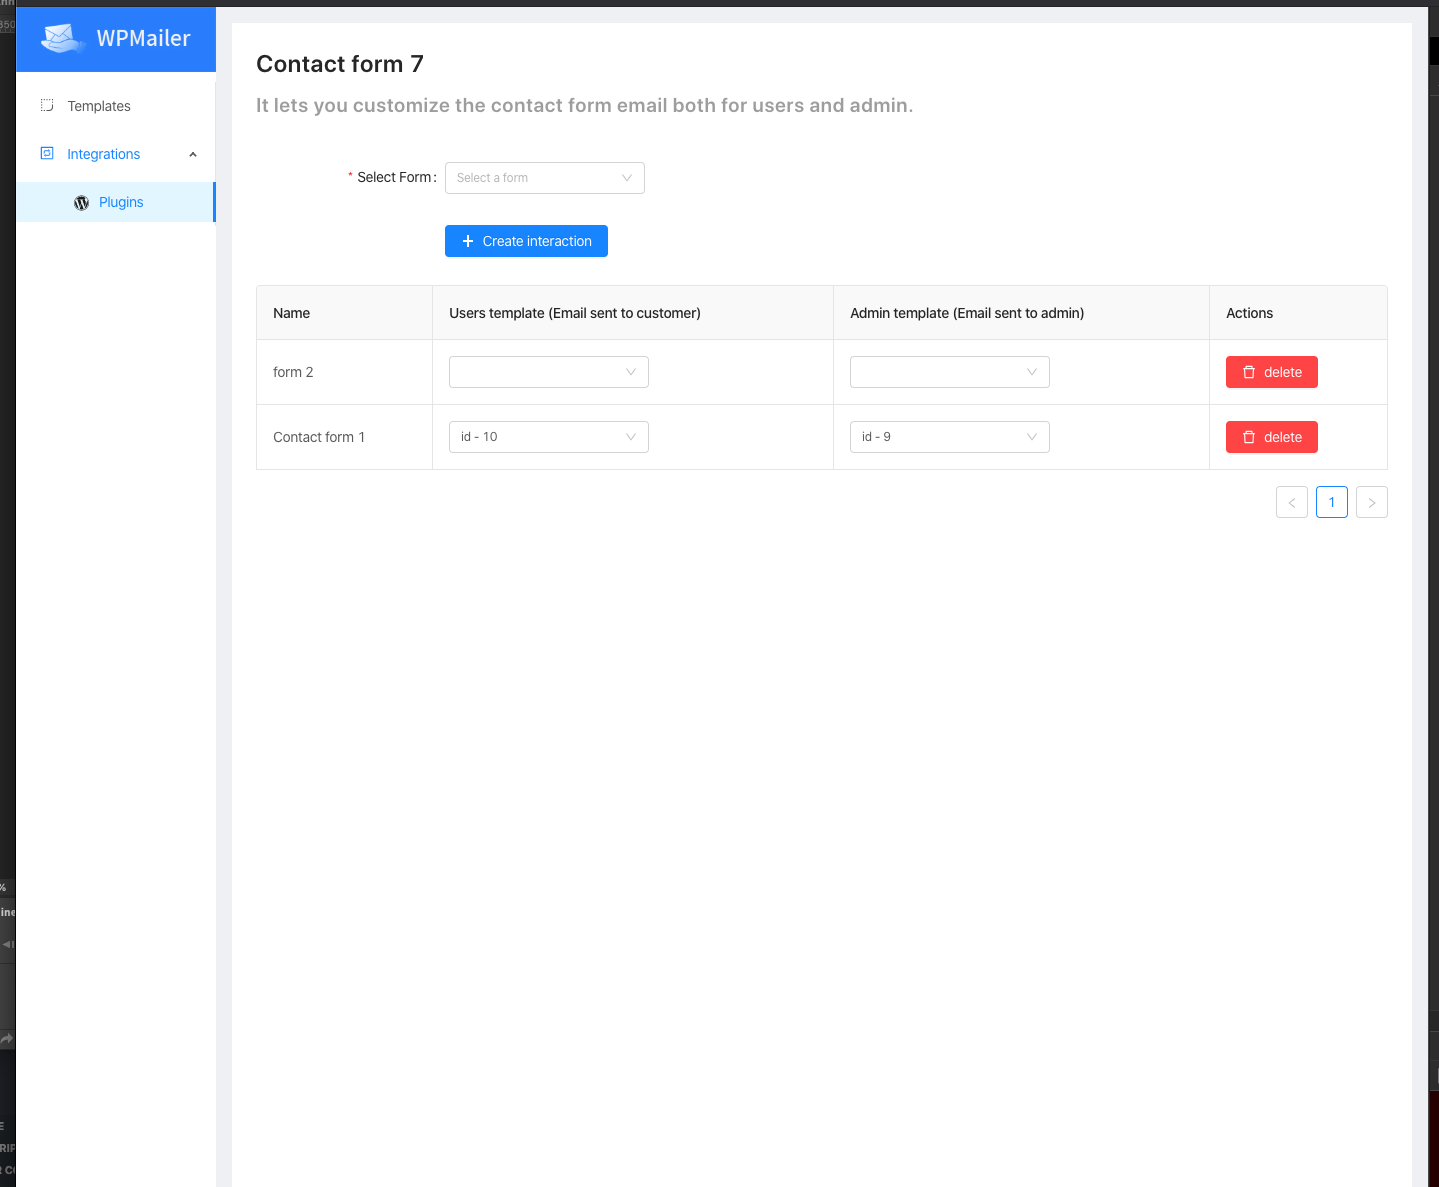 WPMailer
Templates
Integrations
Plugins
Contact form 7
It lets you customize the contact form email both for users and admin.
* Select Form :
Select a form
+ Create interaction
Name Users template (Email sent to customer) Admin template (Email sent to admin) Actions
form 2 delete
Contact form 1 id - 10 id - 9 delete
< 1 >